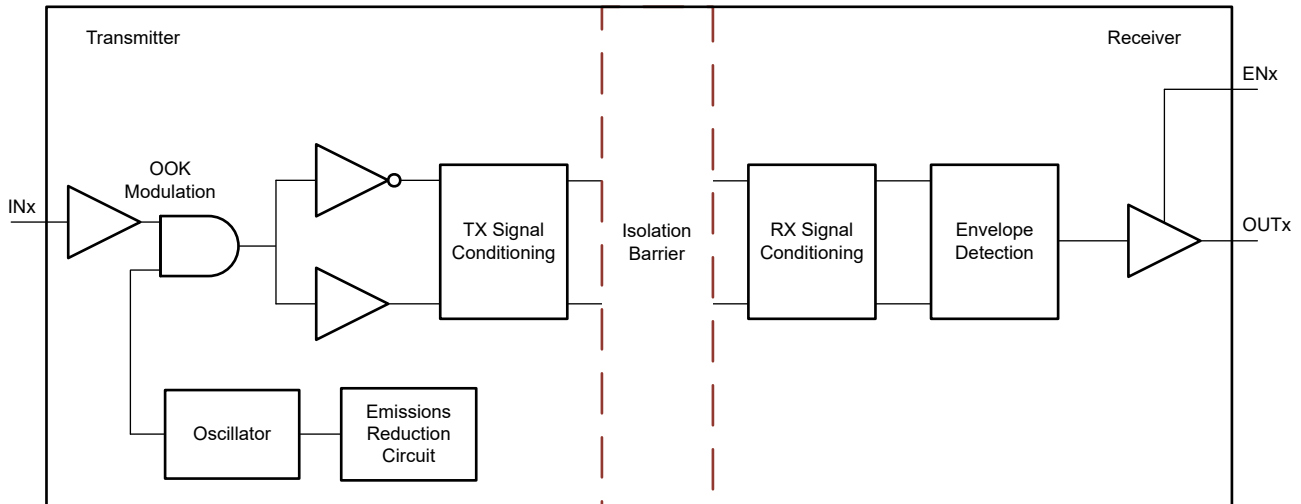 Transmitter
Receiver
ENx
OOK
Modulation
INx
TX Signal
Conditioning
Isolation
Barrier
RX Signal
Conditioning
Envelope
Detection
OUTx
Oscillator
Emissions
Reduction
Circuit